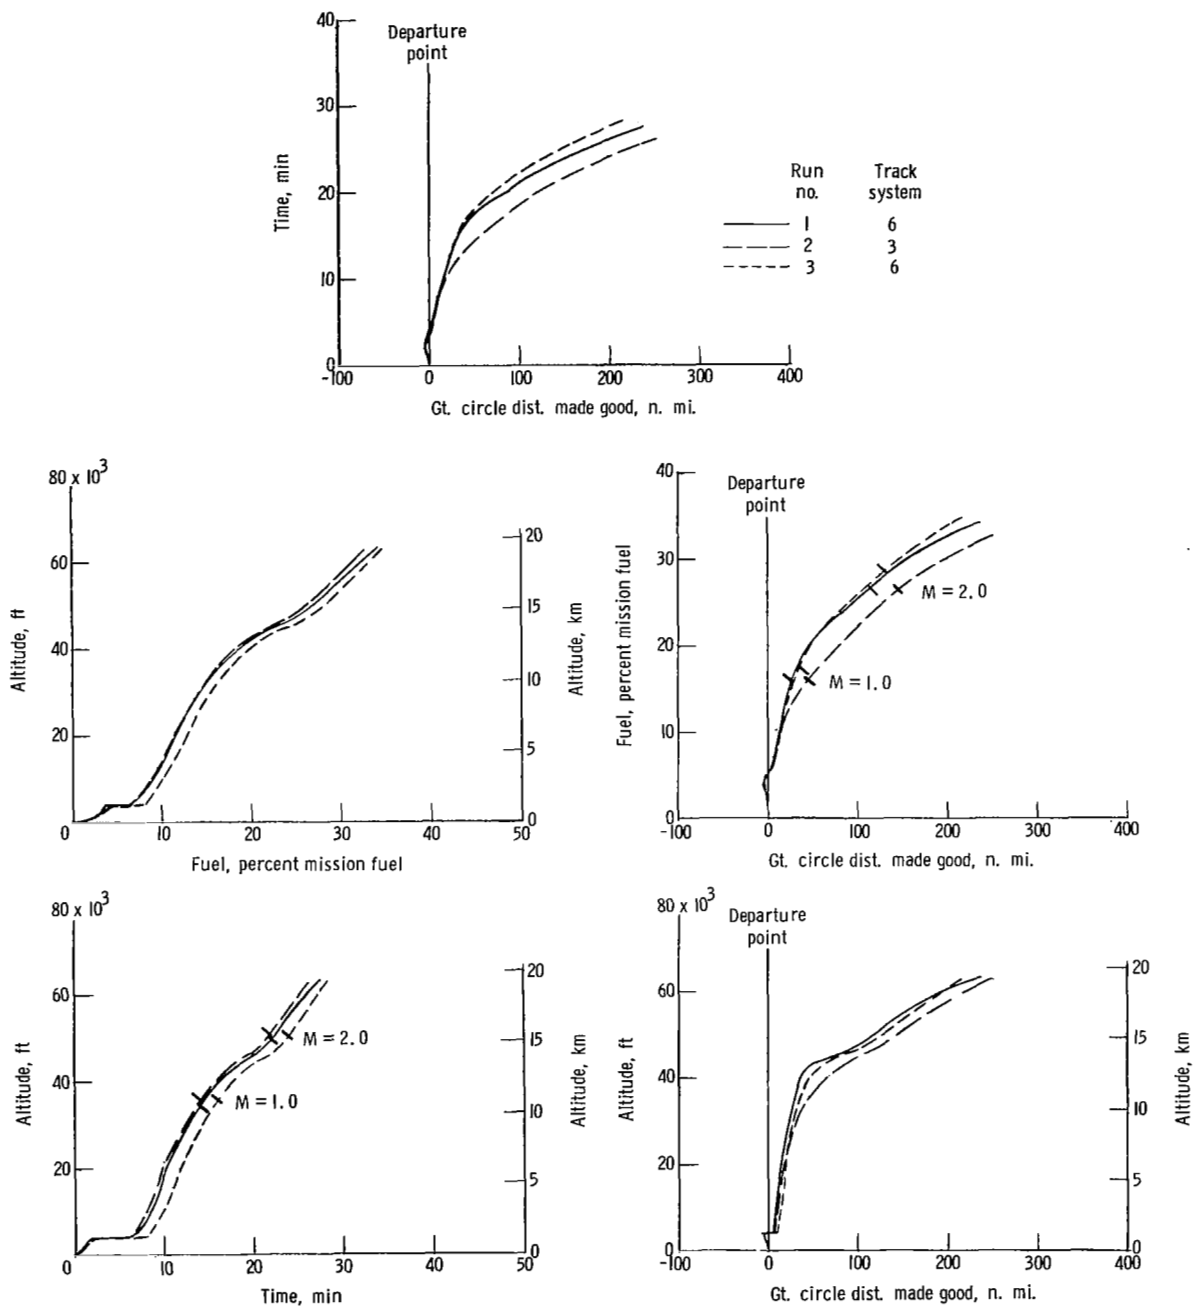 40
Departure
point
30
20
10
0
Time, min
-100 0 100 200 300 400
Gt. circle dist. made good, n. mi.
Run Track
no. system
1 6
2 3
3 6
80 x 10³
60
40
20
Altitude, ft
20
15
10
5
0
Altitude, km
0 10 20 30 40 50
Fuel, percent mission fuel
40
Departure
point
30
20
10
0
Fuel, percent mission fuel
M = 2.0
M = 1.0
-100 0 100 200 300 400
Gt. circle dist. made good, n. mi.
80 x 10³
60
40
20
Altitude, ft
M = 2.0
M = 1.0
20
15
10
5
0
Altitude, km
0 10 20 30 40 50
Time, min
80 x 10³
Departure
point
60
40
20
0
Altitude, ft
20
15
10
5
0
Altitude, km
-100 0 100 200 300 400
Gt. circle dist. made good, n. mi.